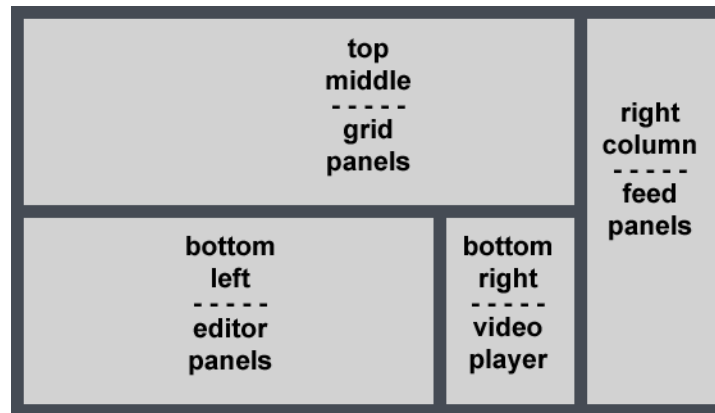 top
middle
- - - - -
grid
panels
right
column
- - - - -
feed
panels
bottom
left
- - - - -
editor
panels
bottom
right
- - - - -
video
player